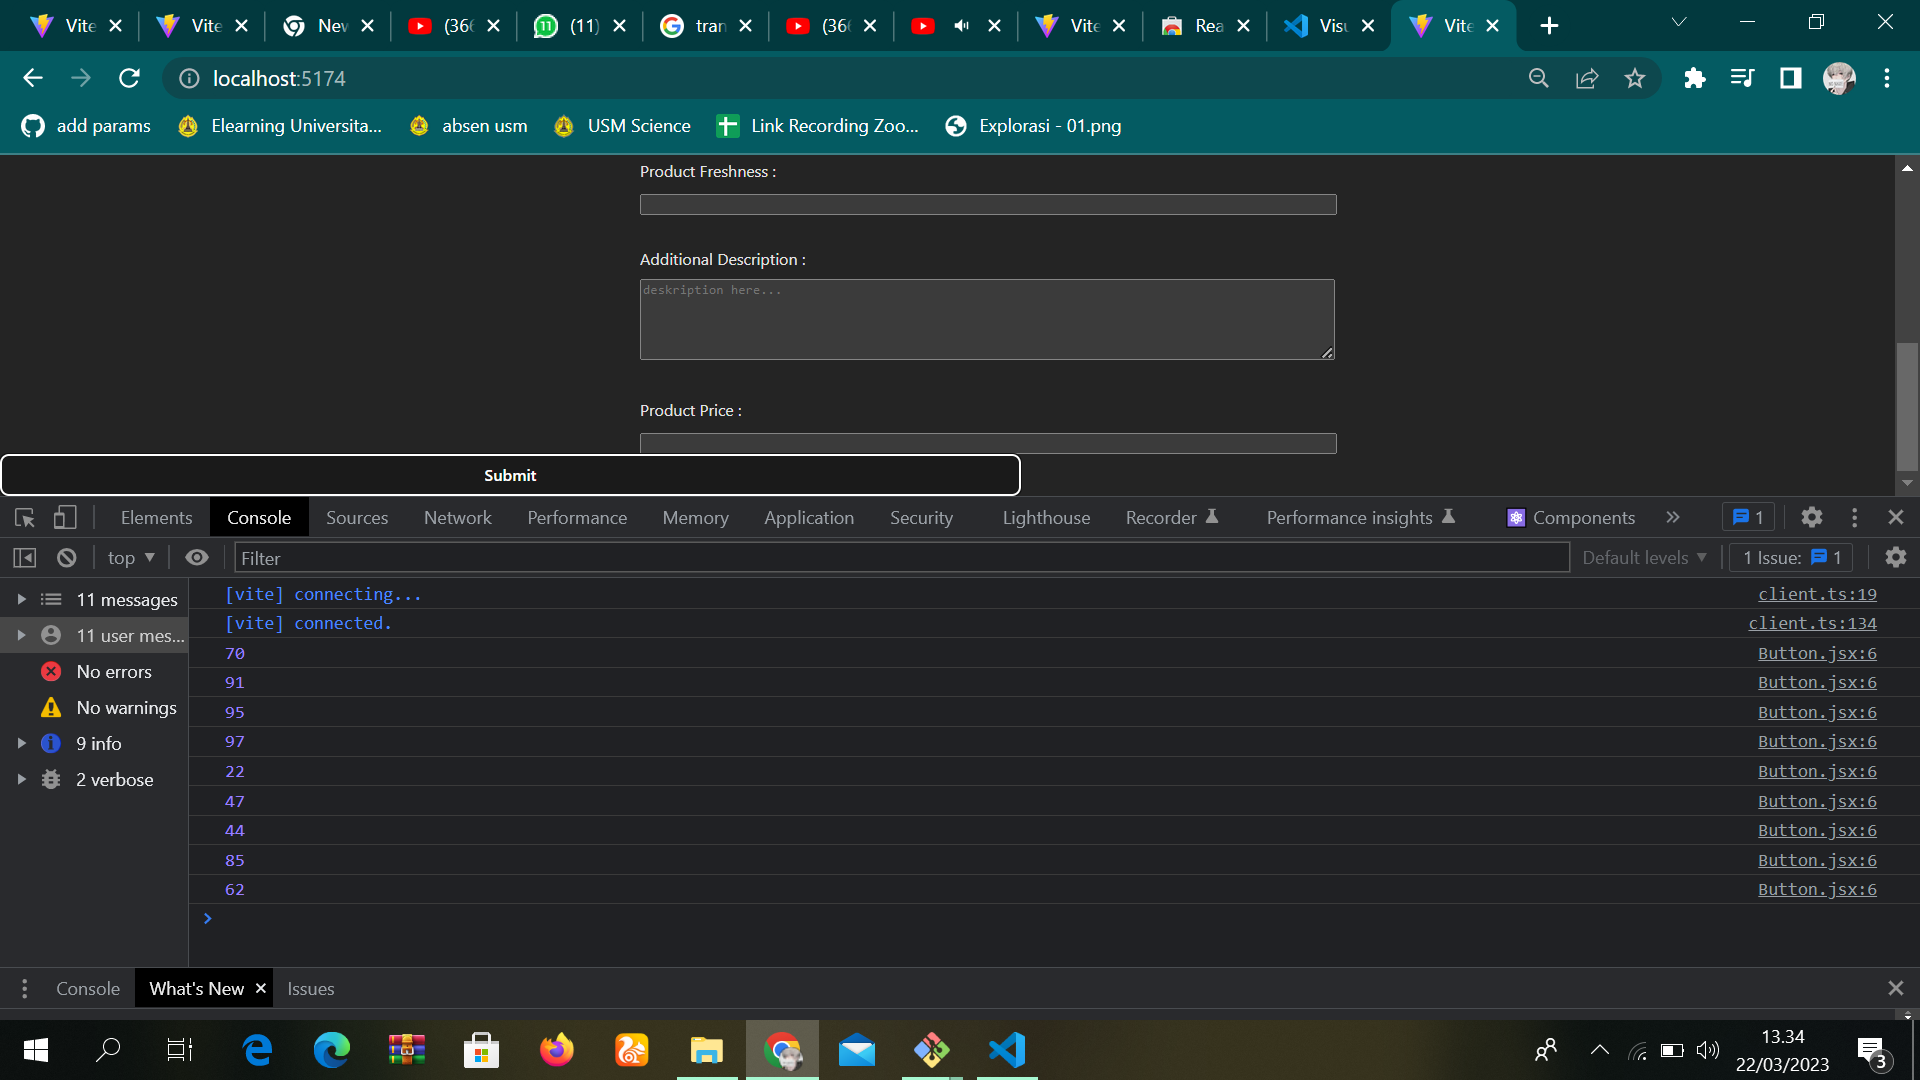 Vite
Vite
New
(36
(11)
tran
(36
Vite
Rea
Visu
Vite
localhost:5174
add params
Elearning Universita...
absen usm
USM Science
Link Recording Zoo...
Explorasi - 01.png
Product Freshness :
Additional Description :
deskription here...
Product Price :
Submit
Elements
Console
Sources
Network
Performance
Memory
Application
Security
Lighthouse
Recorder
Performance insights
Components
1
top
Filter
Default levels
1 Issue: 1
11 messages
11 user mes...
No errors
No warnings
9 info
2 verbose
[vite] connecting... client.ts:19
[vite] connected. client.ts:134
70 Button.jsx:6
91 Button.jsx:6
95 Button.jsx:6
97 Button.jsx:6
22 Button.jsx:6
47 Button.jsx:6
44 Button.jsx:6
85 Button.jsx:6
62 Button.jsx:6
Console
What's New
Issues
13.34
22/03/2023
3